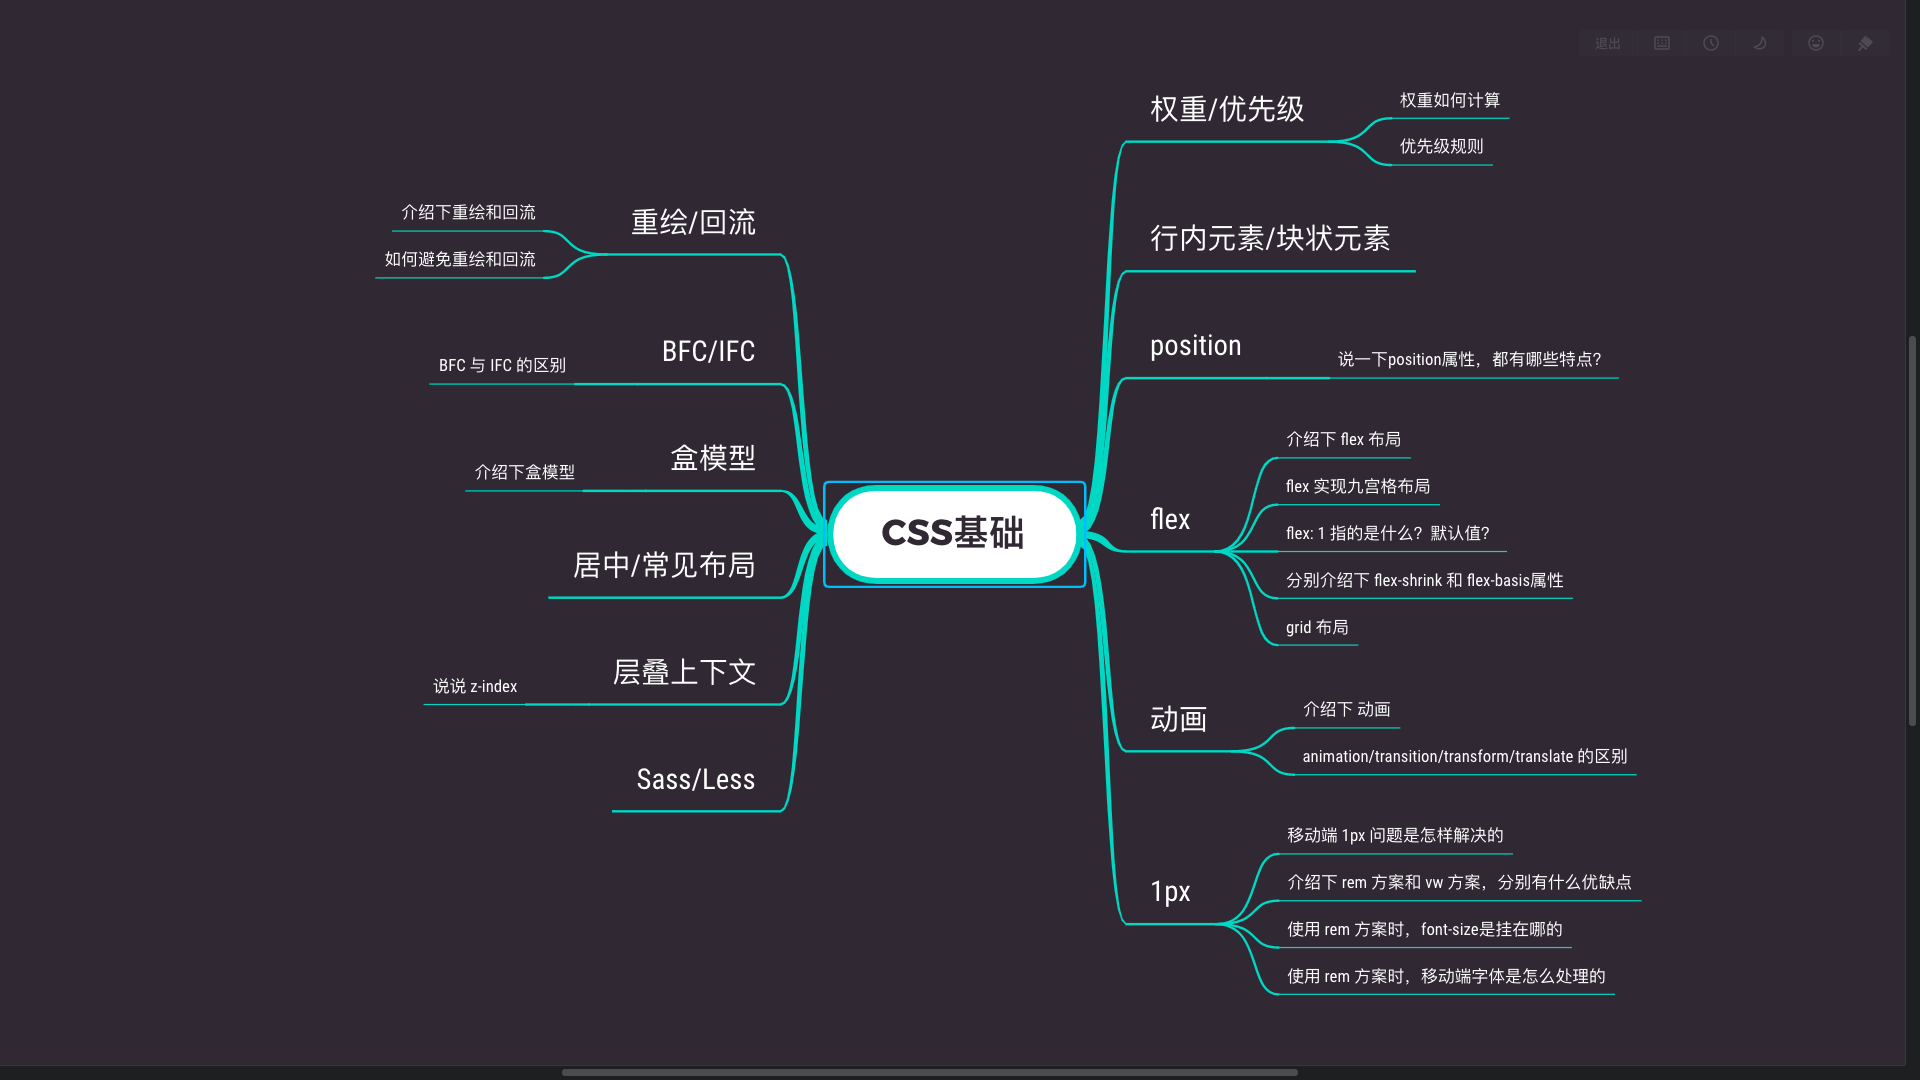 退出
CSS基础
权重/优先级
权重如何计算
优先级规则
行内元素/块状元素
position
说一下position属性，都有哪些特点？
flex
介绍下 flex 布局
flex 实现九宫格布局
flex: 1 指的是什么？默认值？
分别介绍下 flex-shrink 和 flex-basis属性
grid 布局
动画
介绍下 动画
animation/transition/transform/translate 的区别
1px
移动端 1px 问题是怎样解决的
介绍下 rem 方案和 vw 方案，分别有什么优缺点
使用 rem 方案时，font-size是挂在哪的
使用 rem 方案时，移动端字体是怎么处理的
重绘/回流
介绍下重绘和回流
如何避免重绘和回流
BFC/IFC
BFC 与 IFC 的区别
盒模型
介绍下盒模型
居中/常见布局
层叠上下文
说说 z-index
Sass/Less